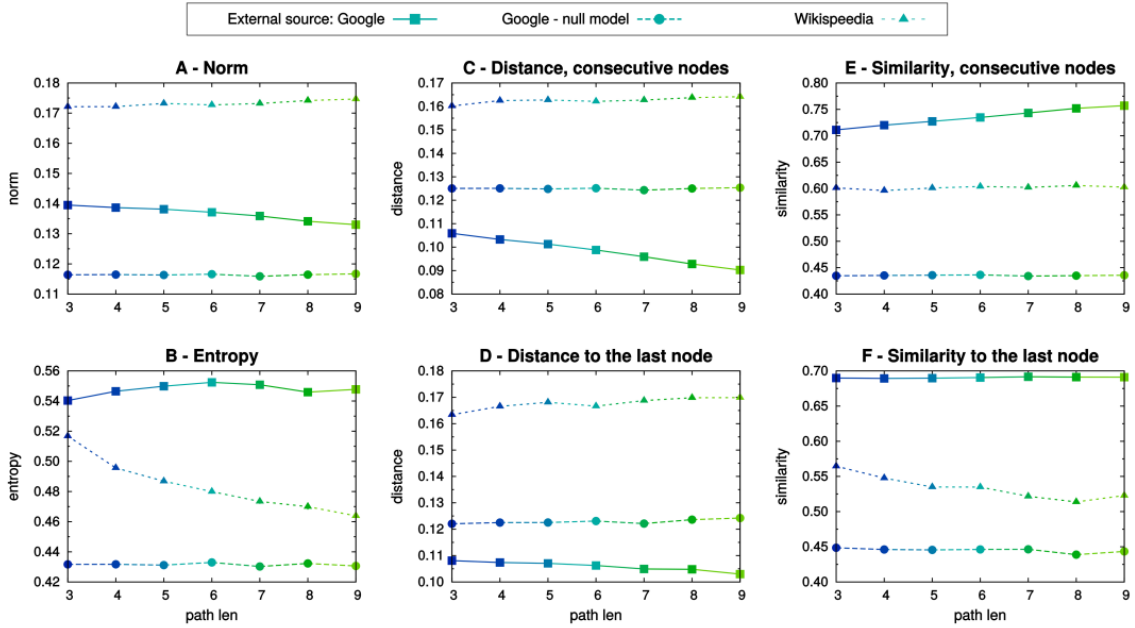 External source: Google
Google - null model
Wikispeedia
A - Norm
0.18
0.17
0.16
0.15
0.14
0.13
0.12
0.11
norm
3 4 5 6 7 8 9
C - Distance, consecutive nodes
0.17
0.16
0.15
0.14
0.13
0.12
0.11
0.10
0.09
0.08
distance
3 4 5 6 7 8 9
E - Similarity, consecutive nodes
0.80
0.75
0.70
0.65
0.60
0.55
0.50
0.45
0.40
similarity
3 4 5 6 7 8 9
B - Entropy
0.56
0.54
0.52
0.50
0.48
0.46
0.44
0.42
entropy
3 4 5 6 7 8 9
path len
D - Distance to the last node
0.18
0.17
0.16
0.15
0.14
0.13
0.12
0.11
0.10
distance
3 4 5 6 7 8 9
path len
F - Similarity to the last node
0.70
0.65
0.60
0.55
0.50
0.45
0.40
similarity
3 4 5 6 7 8 9
path len